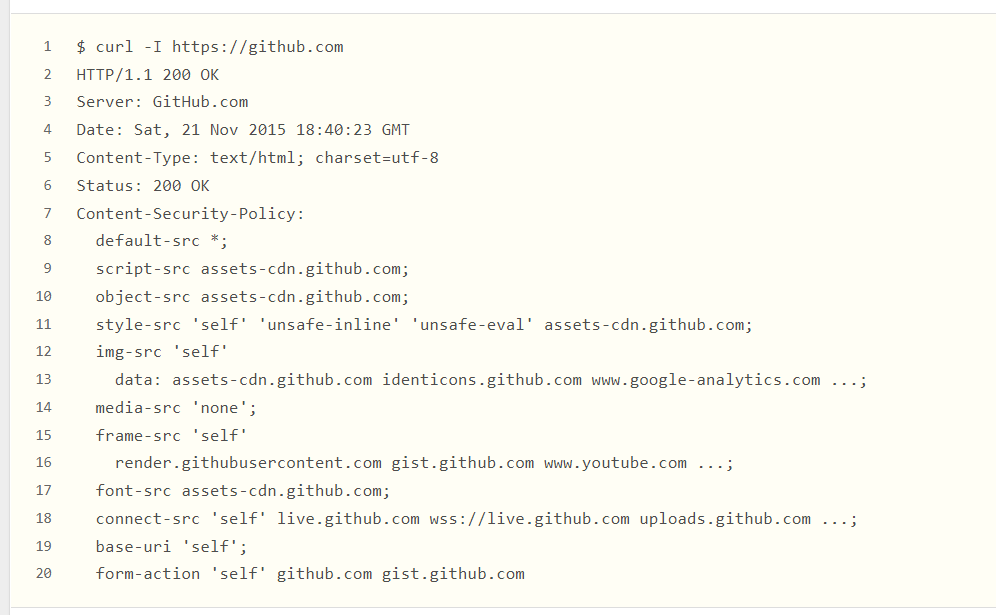 1 $ curl -I https://github.com
2 HTTP/1.1 200 OK
3 Server: GitHub.com
4 Date: Sat, 21 Nov 2015 18:40:23 GMT
5 Content-Type: text/html; charset=utf-8
6 Status: 200 OK
7 Content-Security-Policy:
8   default-src *;
9   script-src assets-cdn.github.com;
10   object-src assets-cdn.github.com;
11   style-src 'self' 'unsafe-inline' 'unsafe-eval' assets-cdn.github.com;
12   img-src 'self'
13     data: assets-cdn.github.com identicons.github.com www.google-analytics.com ...;
14   media-src 'none';
15   frame-src 'self'
16     render.githubusercontent.com gist.github.com www.youtube.com ...;
17   font-src assets-cdn.github.com;
18   connect-src 'self' live.github.com wss://live.github.com uploads.github.com ...;
19   base-uri 'self';
20   form-action 'self' github.com gist.github.com